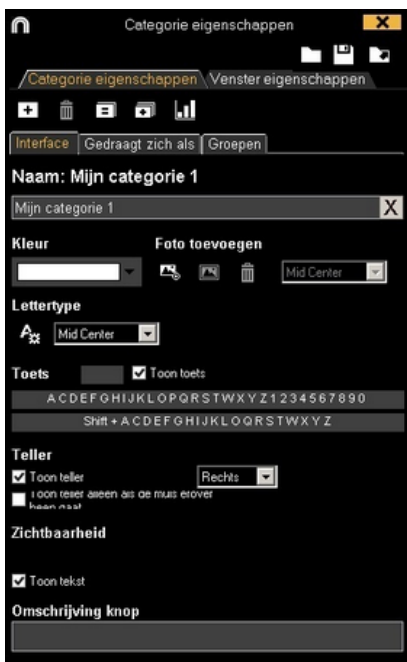 Categorie eigenschappen
Categorie eigenschappen Venster eigenschappen
Interface Gedraagt zich als Groepen
Naam: Mijn categorie 1
Mijn categorie 1 X
Kleur Foto toevoegen
Mid Center
Lettertype
Mid Center
Toets Toon toets
A C D E F G H I J K L O P Q R S T W X Y Z 1 2 3 4 5 6 7 8 9 0
Shift + A C D E F G H I J K L O Q R S T W X Y Z
Teller
Toon teller Rechts
Toon teller alleen als de muis erover
heen gaat
Zichtbaarheid
Toon tekst
Omschrijving knop